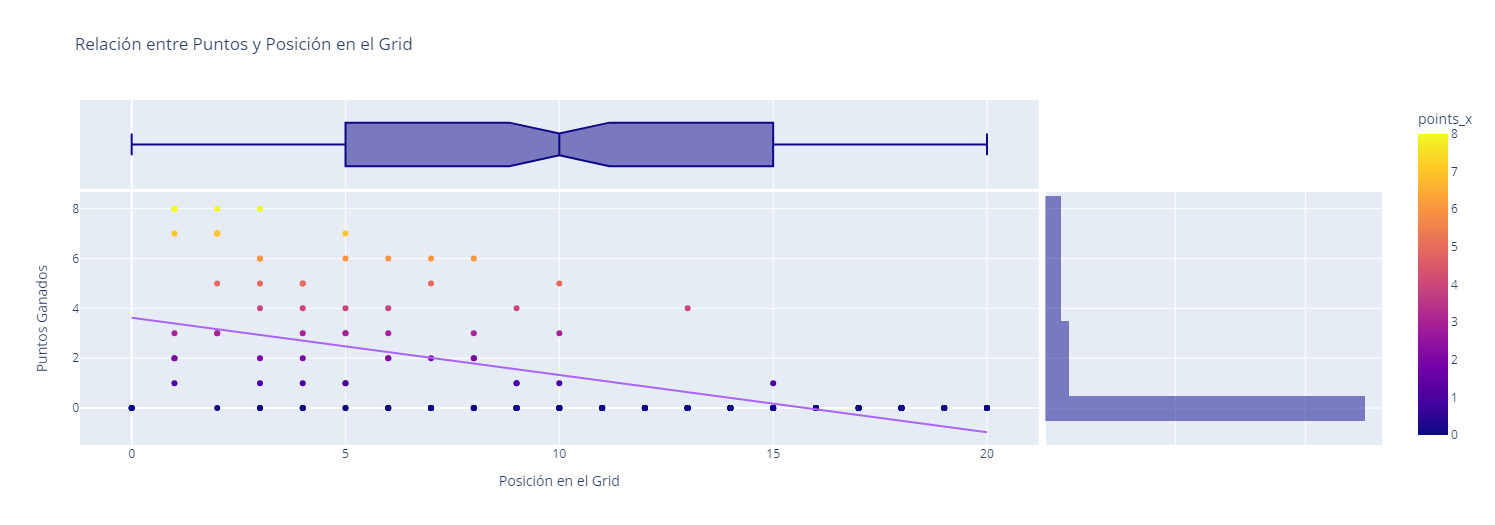 Relación entre Puntos y Posición en el Grid
points_x
8
7
6
5
4
3
2
1
0
Puntos Ganados
8
6
4
2
0
0 5 10 15 20
Posición en el Grid